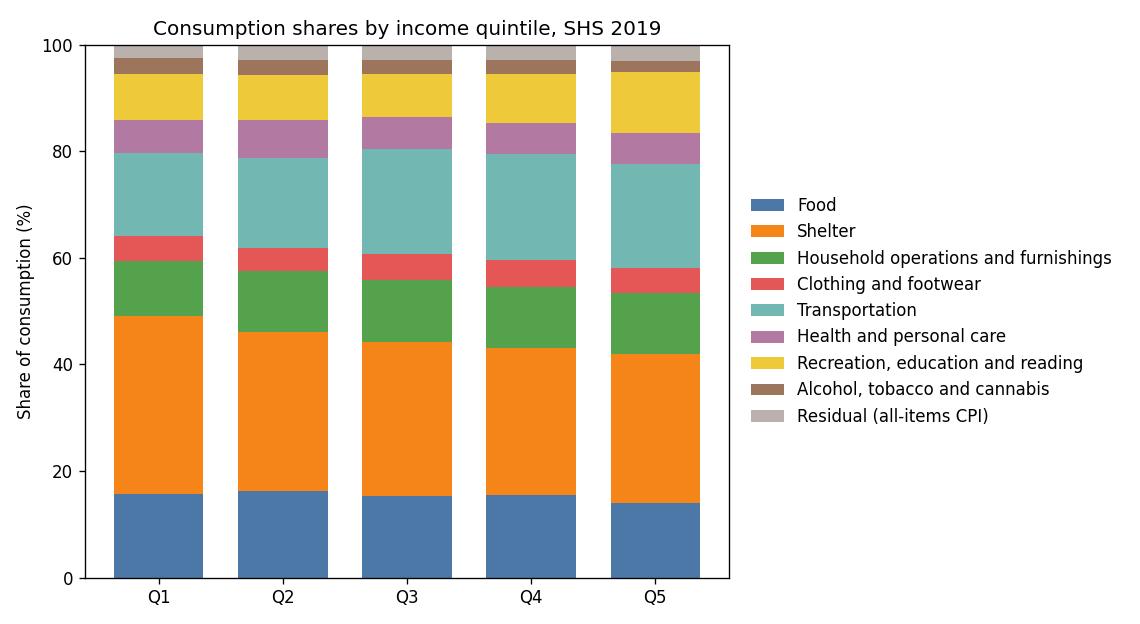 Consumption shares by income quintile, SHS 2019
Share of consumption (%)
100
80
60
40
20
0
Q1 Q2 Q3 Q4 Q5
Food
Shelter
Household operations and furnishings
Clothing and footwear
Transportation
Health and personal care
Recreation, education and reading
Alcohol, tobacco and cannabis
Residual (all-items CPI)